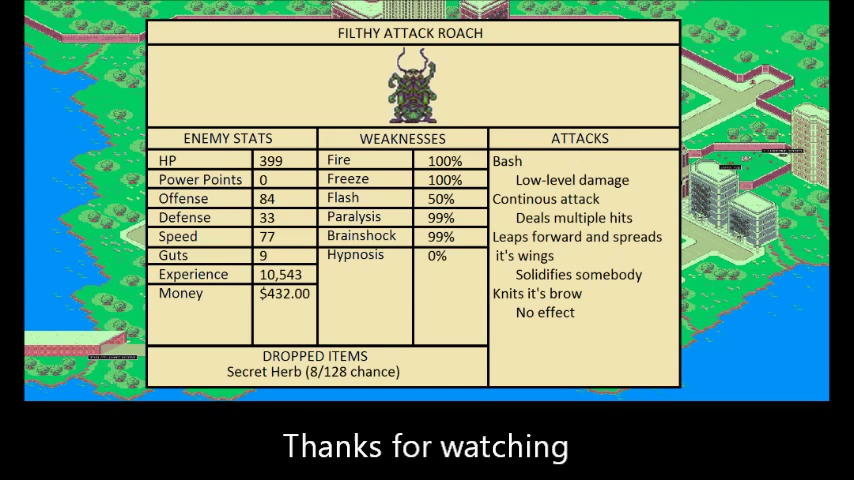 FILTHY ATTACK ROACH
ENEMY STATS
HP 399
Power Points 0
Offense 84
Defense 33
Speed 77
Guts 9
Experience 10,543
Money $432.00
WEAKNESSES
Fire 100%
Freeze 100%
Flash 50%
Paralysis 99%
Brainshock 99%
Hypnosis 0%
ATTACKS
Bash
Low-level damage
Continous attack
Deals multiple hits
Leaps forward and spreads
it's wings
Solidifies somebody
Knits it's brow
No effect
DROPPED ITEMS
Secret Herb (8/128 chance)
Thanks for watching